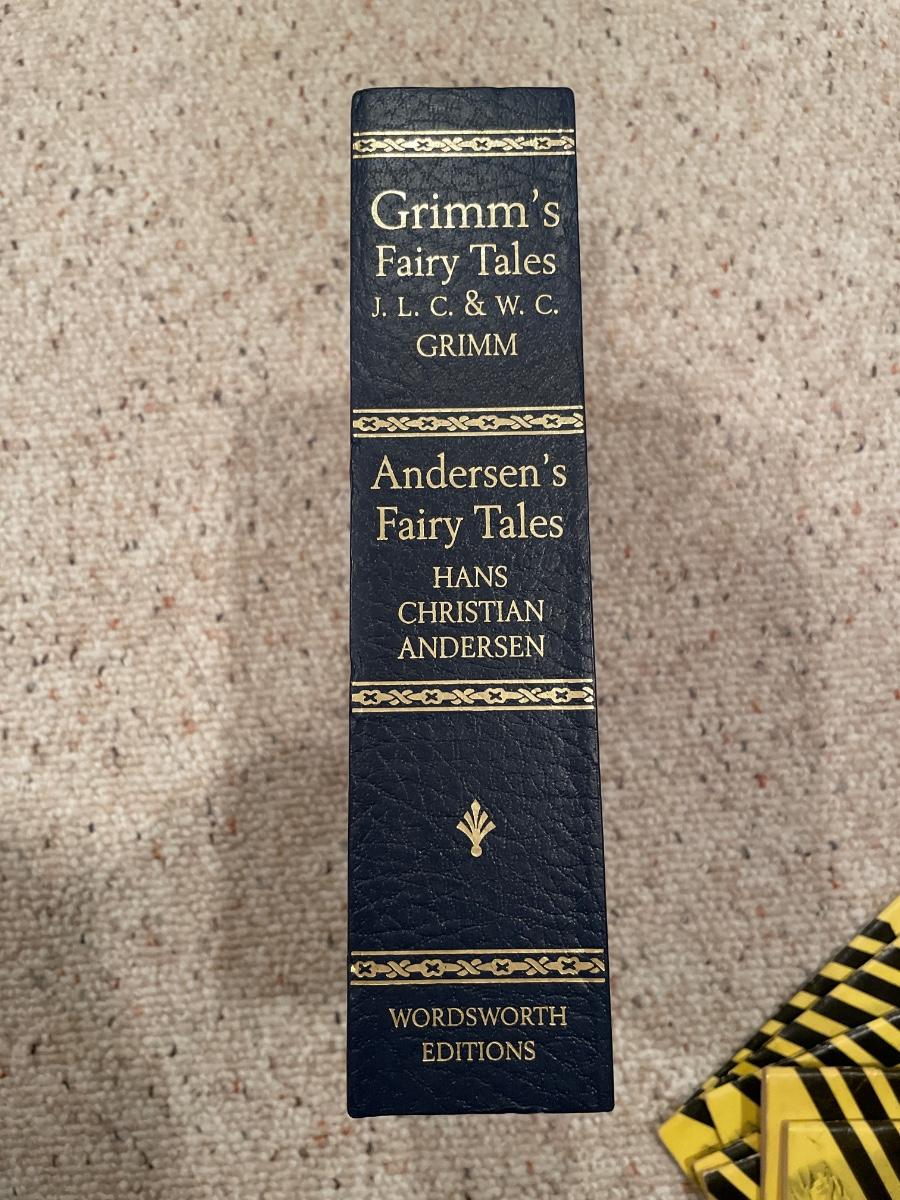 Grimm's
Fairy Tales
J. L. C. & W. C.
GRIMM
Andersen's
Fairy Tales
HANS
CHRISTIAN
ANDERSEN
WORDSWORTH
EDITIONS